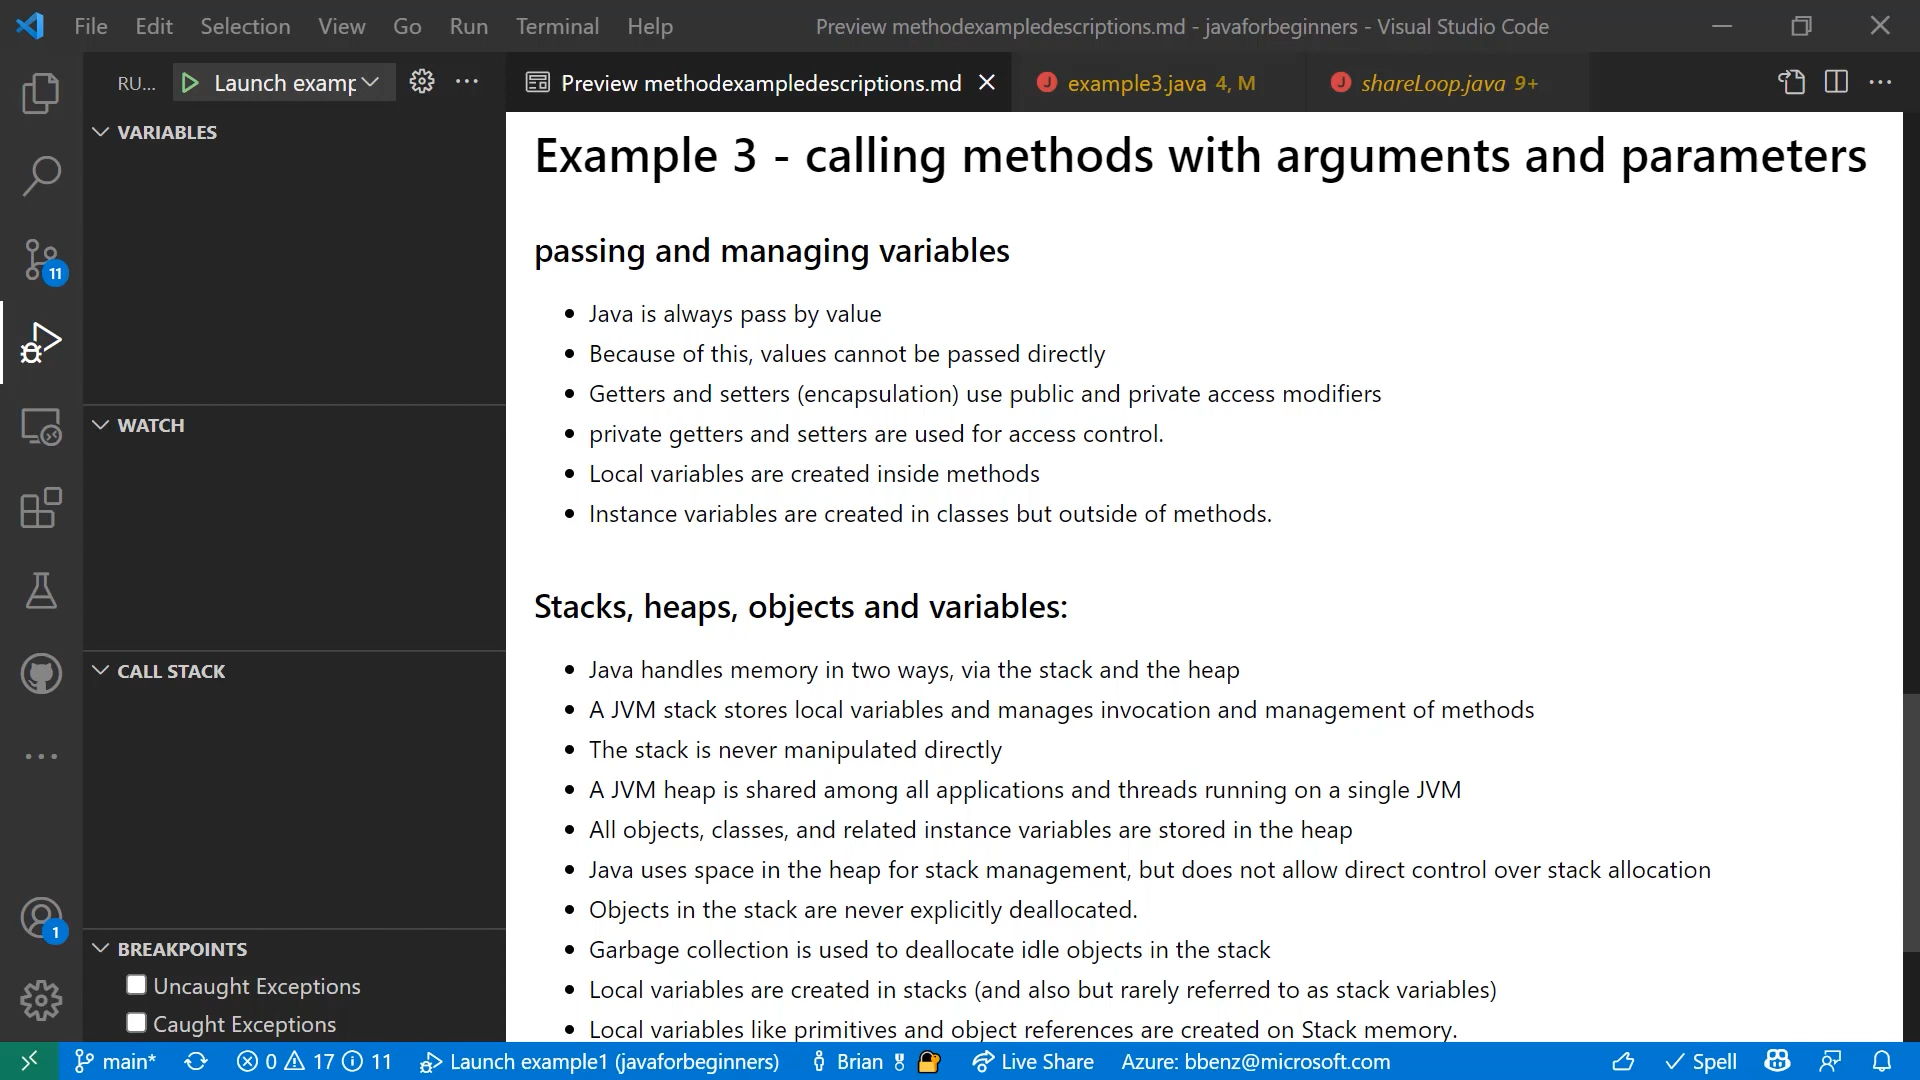 File Edit Selection View Go Run Terminal Help
Preview methodexampledescriptions.md - javaforbeginners - Visual Studio Code
RU... Launch examp
Preview methodexampledescriptions.md
J example3.java 4, M
J shareLoop.java 9+
VARIABLES
WATCH
CALL STACK
BREAKPOINTS
Uncaught Exceptions
Caught Exceptions
11
1
Example 3 - calling methods with arguments and parameters
passing and managing variables
Java is always pass by value
Because of this, values cannot be passed directly
Getters and setters (encapsulation) use public and private access modifiers
private getters and setters are used for access control.
Local variables are created inside methods
Instance variables are created in classes but outside of methods.
Stacks, heaps, objects and variables:
Java handles memory in two ways, via the stack and the heap
A JVM stack stores local variables and manages invocation and management of methods
The stack is never manipulated directly
A JVM heap is shared among all applications and threads running on a single JVM
All objects, classes, and related instance variables are stored in the heap
Java uses space in the heap for stack management, but does not allow direct control over stack allocation
Objects in the stack are never explicitly deallocated.
Garbage collection is used to deallocate idle objects in the stack
Local variables are created in stacks (and also but rarely referred to as stack variables)
Local variables like primitives and object references are created on Stack memory.
main* 0 17 11 Launch example1 (javaforbeginners) Brian Live Share Azure: bbenz@microsoft.com Spell